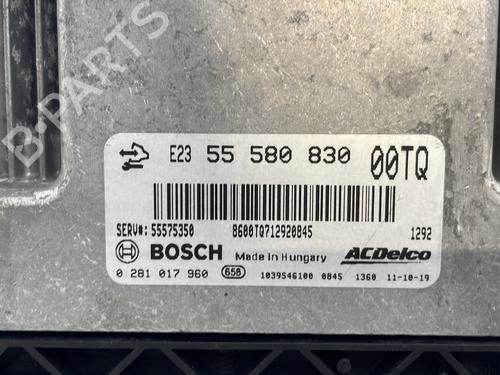 B-PARTS
E23 55 580 830 00TQ
SERV#: 55575350 8600TQ712920845 1292
BOSCH Made in Hungary ACDelco
0 281 017 960 658 1039S46100 0845 1360 11-10-19